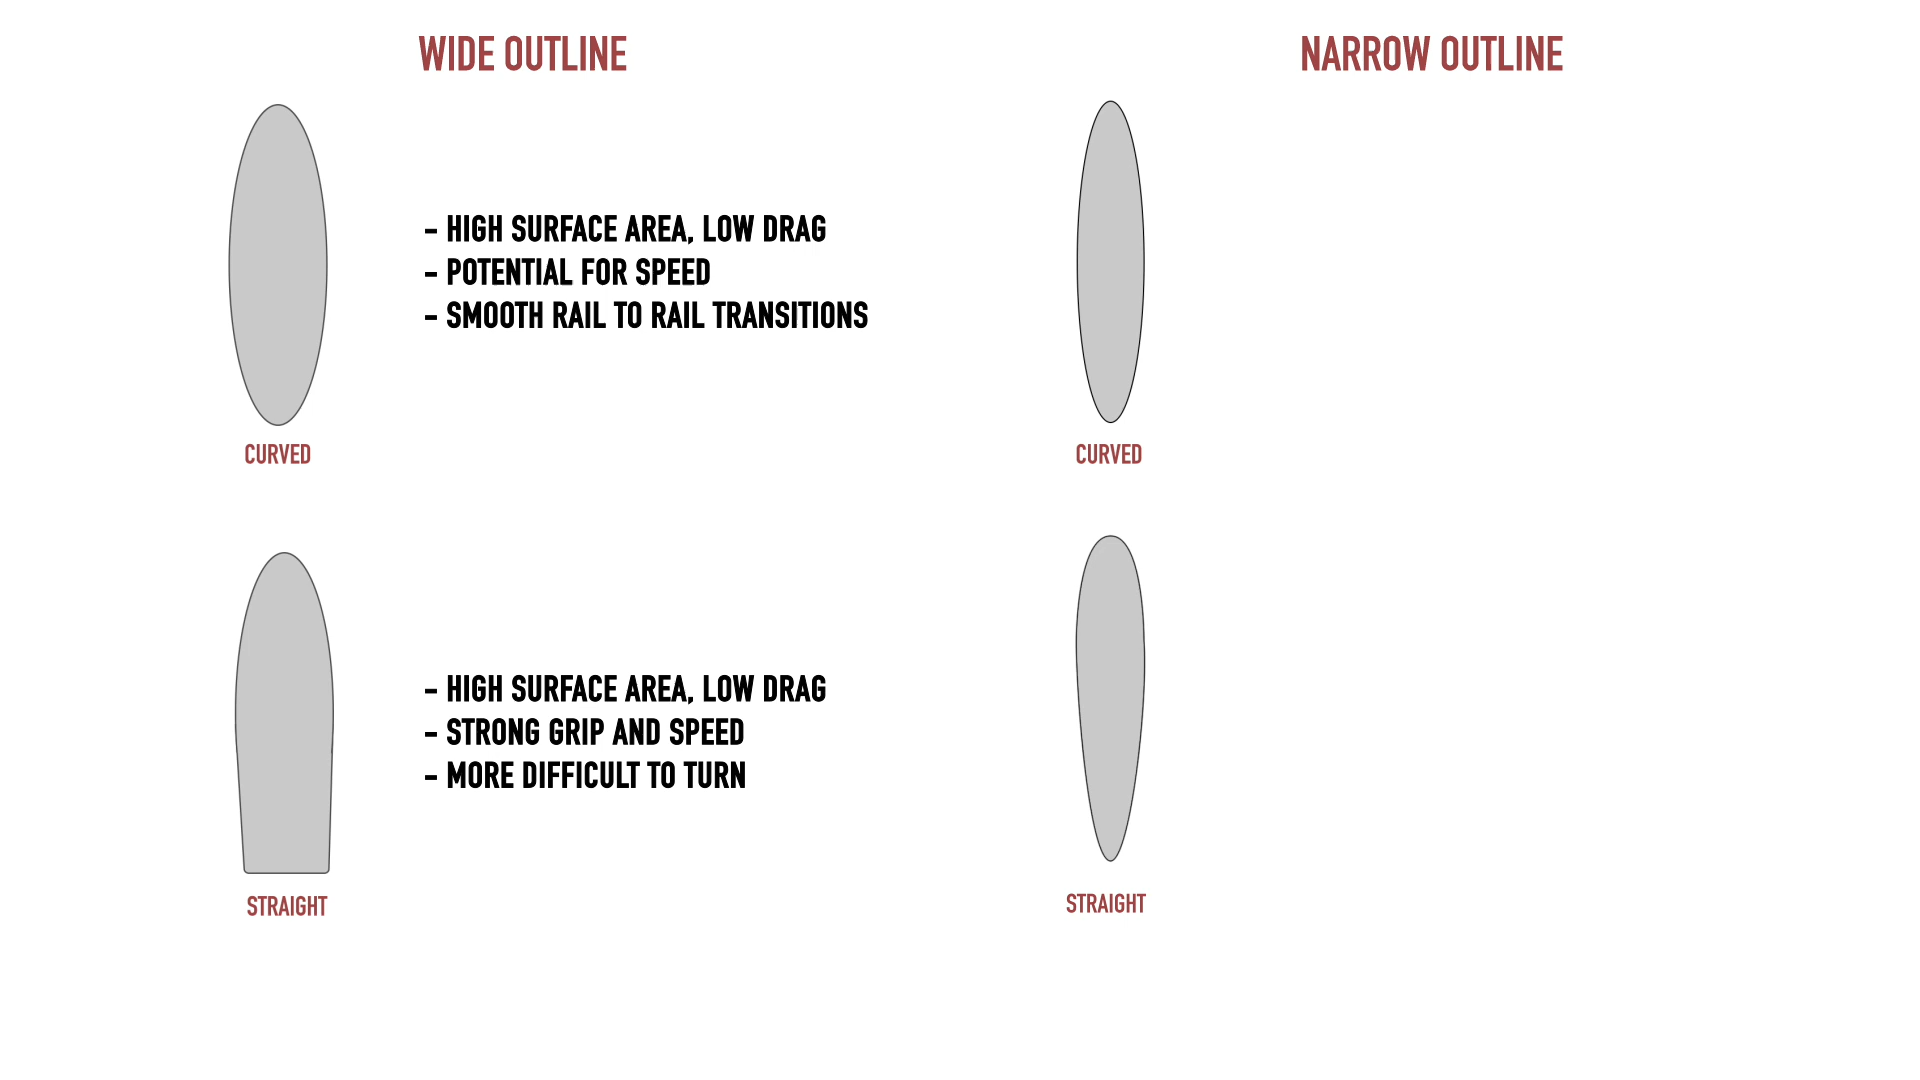 WIDE OUTLINE
- HIGH SURFACE AREA, LOW DRAG
- POTENTIAL FOR SPEED
- SMOOTH RAIL TO RAIL TRANSITIONS
CURVED
- HIGH SURFACE AREA, LOW DRAG
- STRONG GRIP AND SPEED
- MORE DIFFICULT TO TURN
STRAIGHT
NARROW OUTLINE
CURVED
STRAIGHT